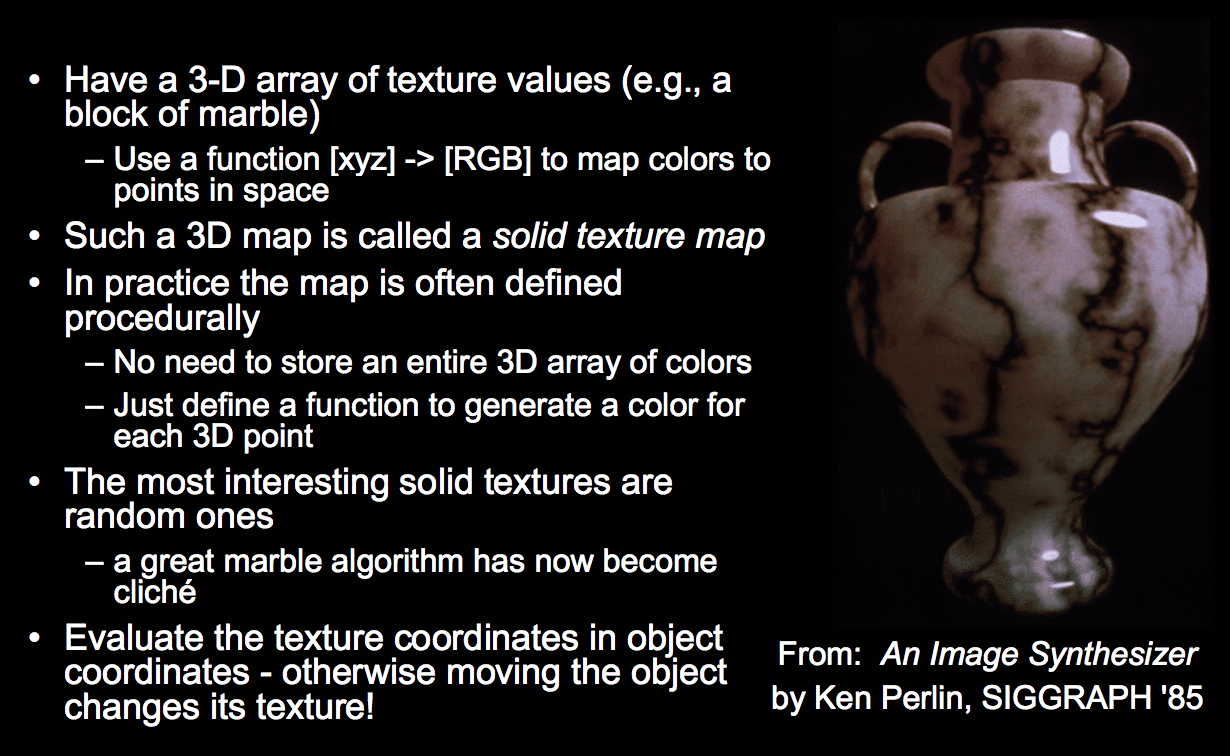 • Have a 3-D array of texture values (e.g., a
block of marble)
– Use a function [xyz] -> [RGB] to map colors to
points in space
• Such a 3D map is called a solid texture map
• In practice the map is often defined
procedurally
– No need to store an entire 3D array of colors
– Just define a function to generate a color for
each 3D point
• The most interesting solid textures are
random ones
– a great marble algorithm has now become
cliché
• Evaluate the texture coordinates in object
coordinates - otherwise moving the object
changes its texture!
From: An Image Synthesizer
by Ken Perlin, SIGGRAPH '85